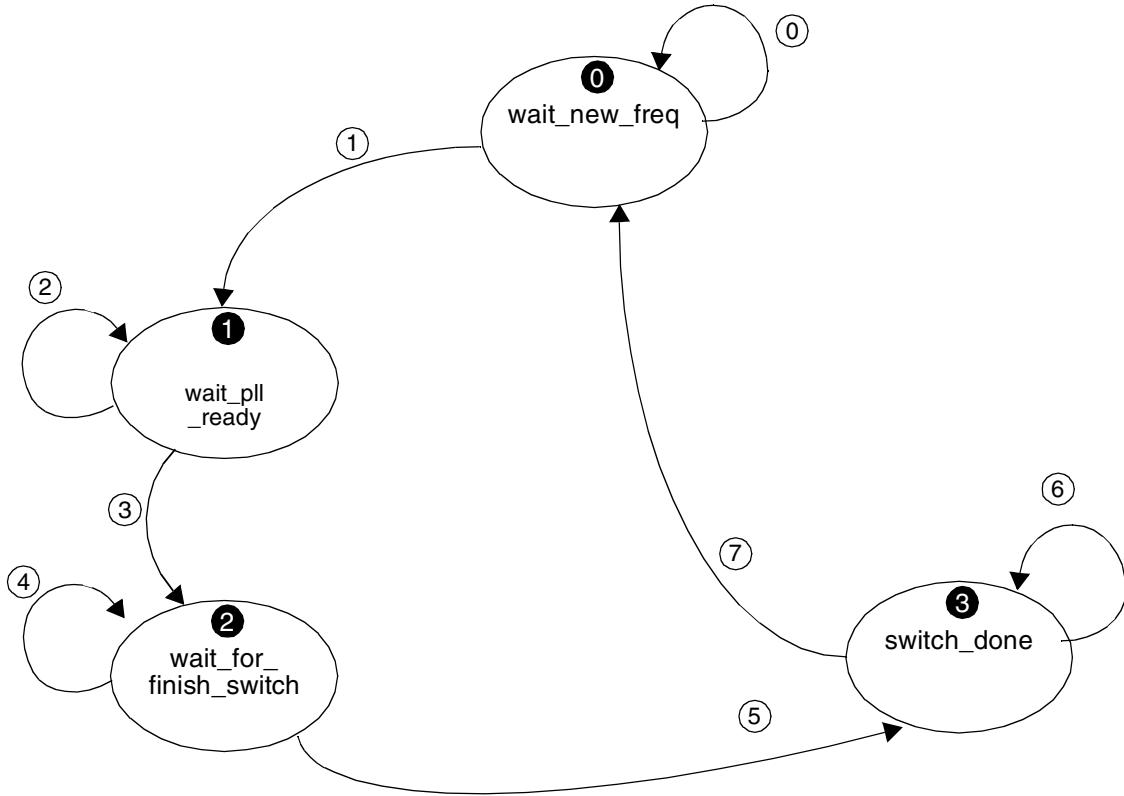 0
0
wait_new_freq
1
2
1
wait_pll
_ready
3
4
2
wait_for_
finish_switch
5
7
6
3
switch_done